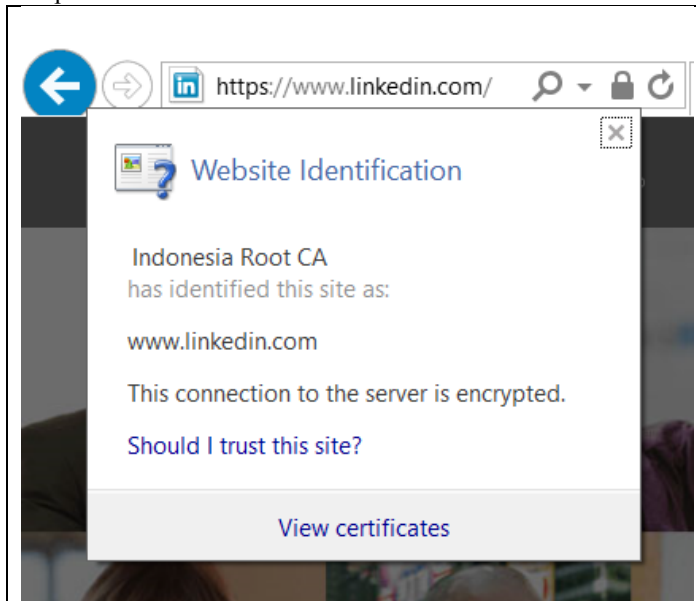 https://www.linkedin.com/
Website Identification
Indonesia Root CA
has identified this site as:
www.linkedin.com
This connection to the server is encrypted.
Should I trust this site?
View certificates